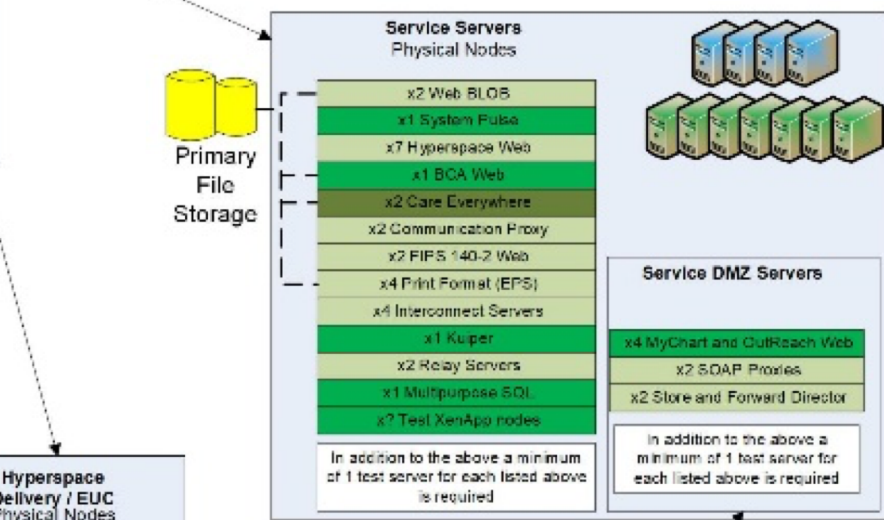 Service Servers
Physical Nodes
Primary
File
Storage
x2 Web BLOB
x1 System Pulse
x7 Hyperspace Web
x1 BCA Web
x2 Care Everywhere
x2 Communication Proxy
x2 FIPS 140-2 Web
x4 Print Format (EPS)
x4 Interconnect Servers
x1 Kuiper
x2 Relay Servers
x1 Multipurpose SQL
x? Test XenApp nodes
In addition to the above a minimum
of 1 test server for each listed above
is required
Service DMZ Servers
x4 MyChart and OutReach Web
x2 SOAP Proxies
x2 Store and Forward Director
In addition to the above a
minimum of 1 test server for
each listed above is required
Hyperspace
Delivery / EUC
Physical Nodes